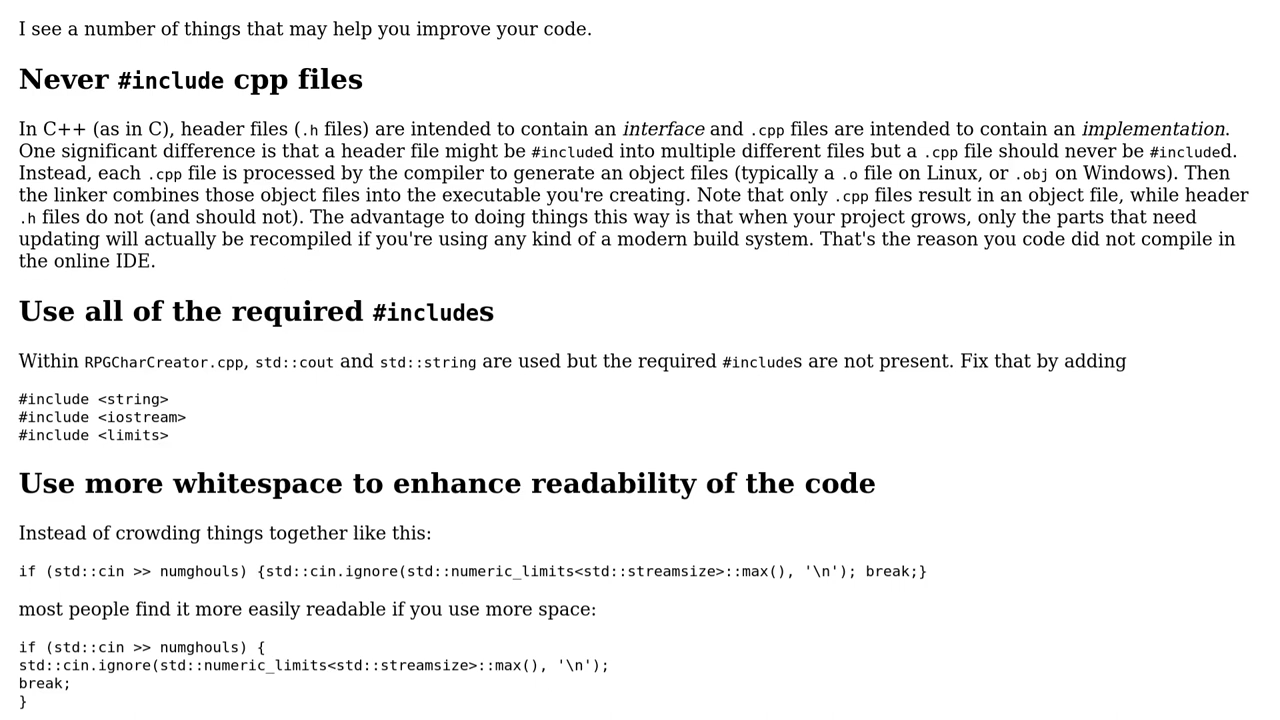 I see a number of things that may help you improve your code.
Never #include cpp files
In C++ (as in C), header files (.h files) are intended to contain an interface and .cpp files are intended to contain an implementation.
One significant difference is that a header file might be #included into multiple different files but a .cpp file should never be #included.
Instead, each .cpp file is processed by the compiler to generate an object files (typically a .o file on Linux, or .obj on Windows). Then
the linker combines those object files into the executable you're creating. Note that only .cpp files result in an object file, while header
.h files do not (and should not). The advantage to doing things this way is that when your project grows, only the parts that need
updating will actually be recompiled if you're using any kind of a modern build system. That's the reason you code did not compile in
the online IDE.
Use all of the required #includes
Within RPGCharCreator.cpp, std::cout and std::string are used but the required #includes are not present. Fix that by adding
#include <string>
#include <iostream>
#include <limits>
Use more whitespace to enhance readability of the code
Instead of crowding things together like this:
if (std::cin >> numghouls) {std::cin.ignore(std::numeric_limits<std::streamsize>::max(), '\n'); break;}
most people find it more easily readable if you use more space:
if (std::cin >> numghouls) {
std::cin.ignore(std::numeric_limits<std::streamsize>::max(), '\n');
break;
}